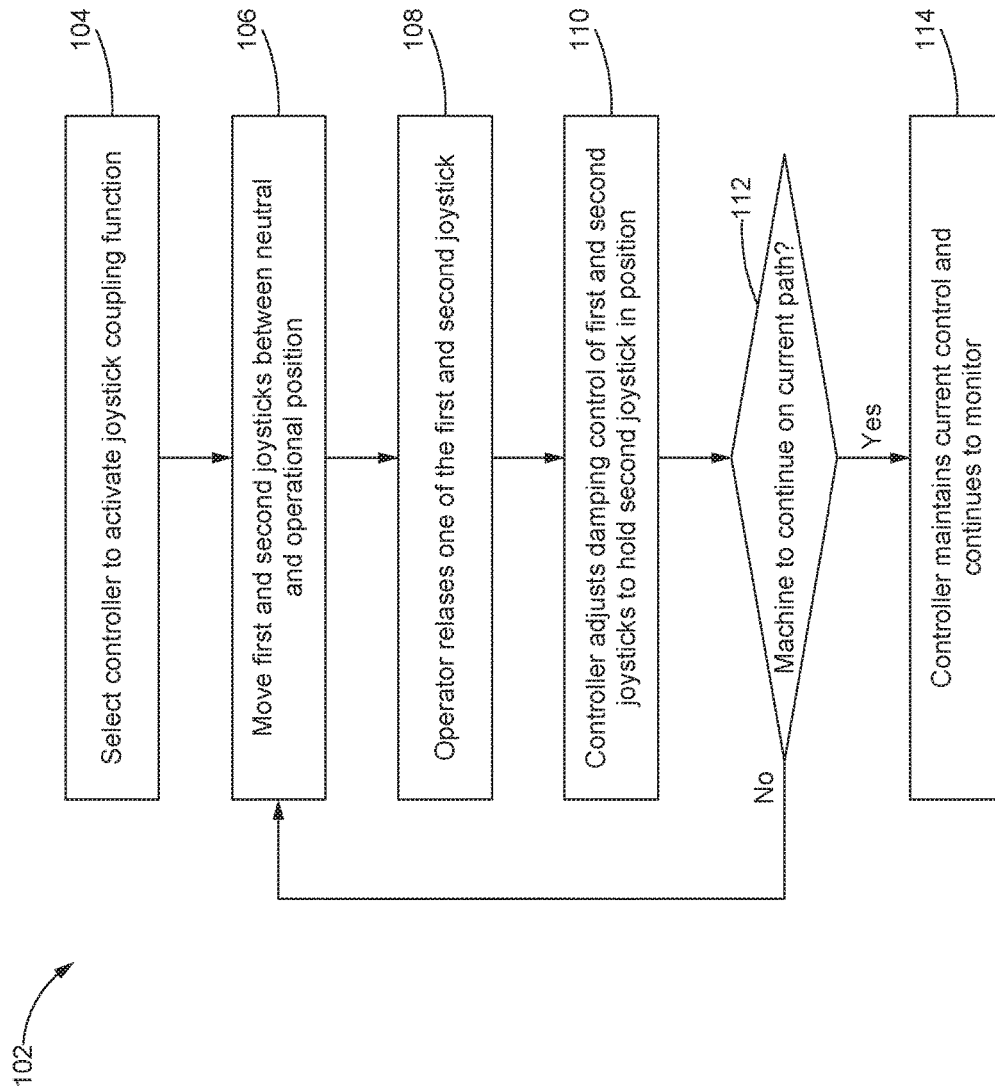 102
104
Select controller to activate joystick coupling function
106
Move first and second joysticks between neutral
and operational position
108
Operator relases one of the first and second joystick
110
Controller adjusts damping control of first and second
joysticks to hold second joystick in position
112
Machine to continue on current path?
No
Yes
114
Controller maintains current control and
continues to monitor